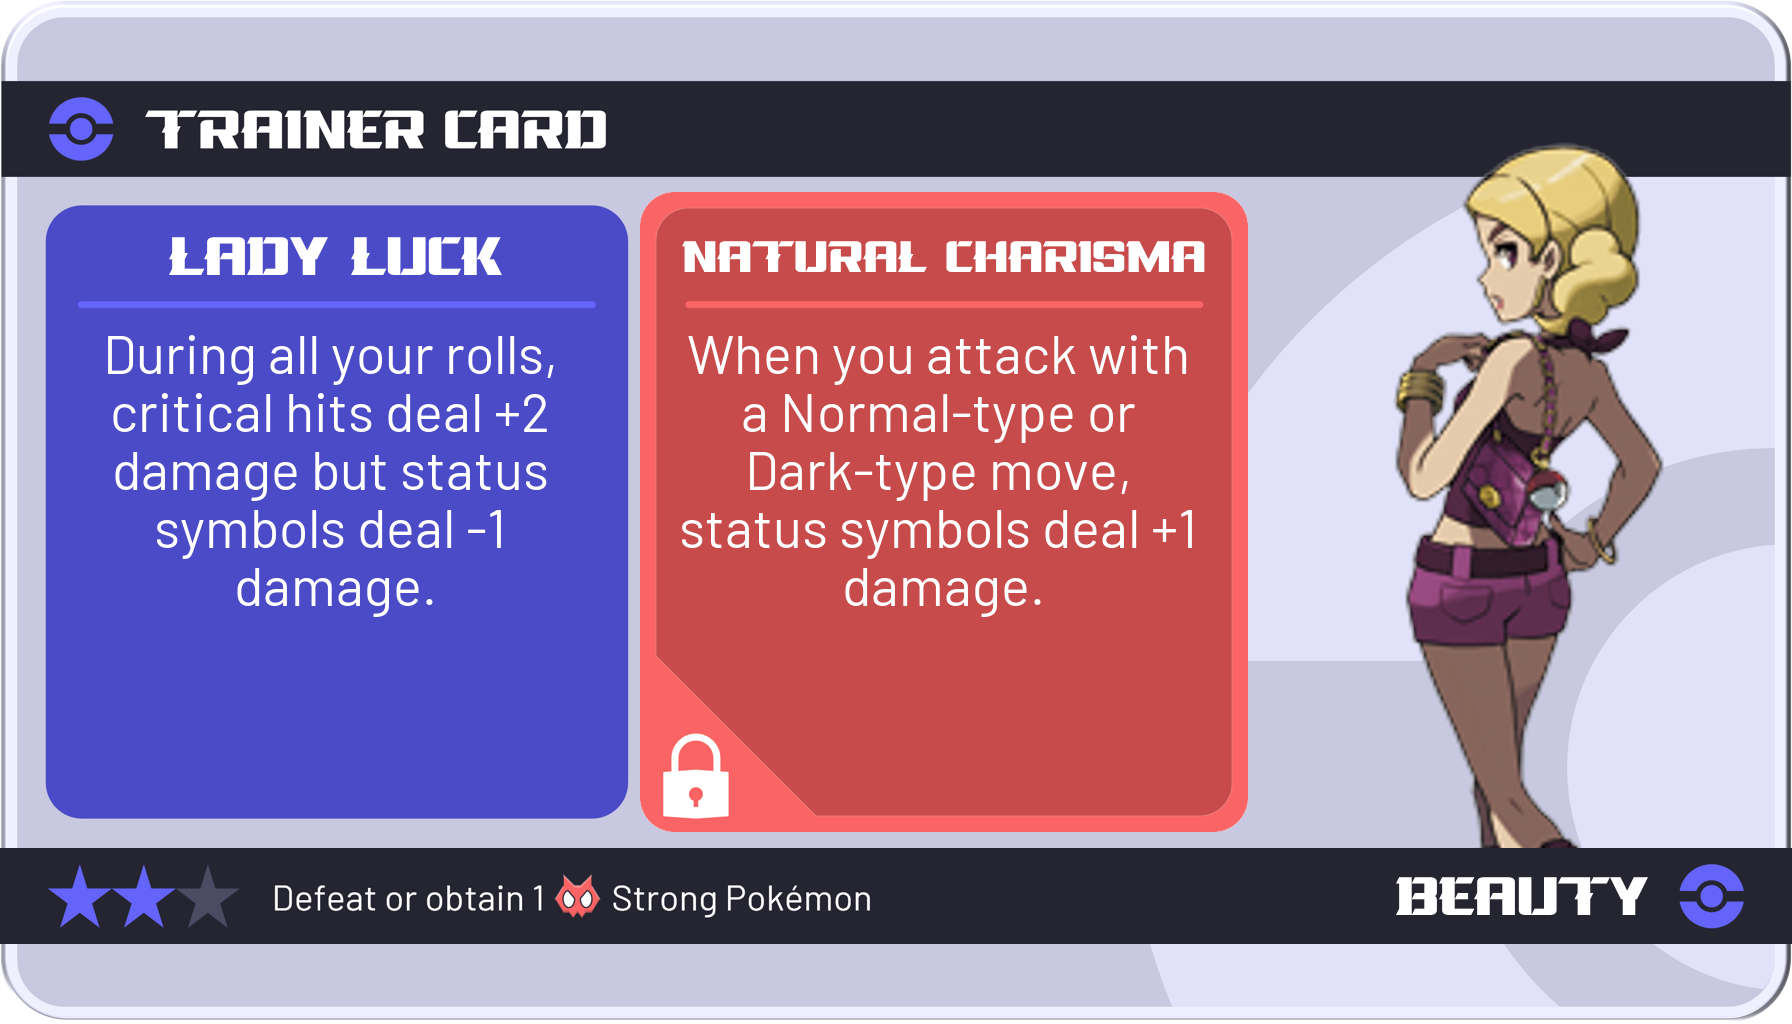 TRAINER CARD
LADY LUCK
During all your rolls,
critical hits deal +2
damage but status
symbols deal -1
damage.
NATURAL CHARISMA
When you attack with
a Normal-type or
Dark-type move,
status symbols deal +1
damage.
Defeat or obtain 1 Strong Pokémon
BEAUTY